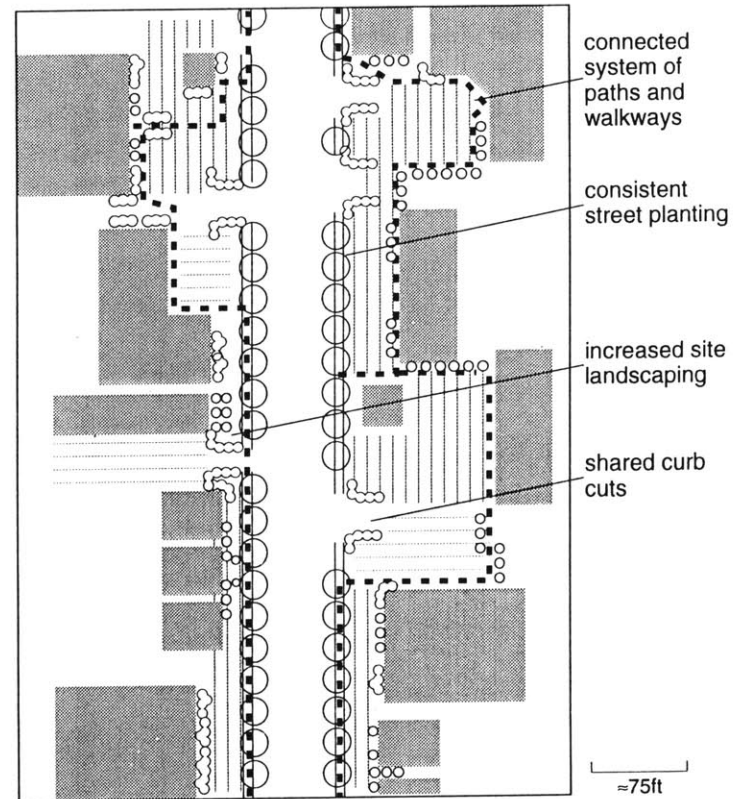 connected
system of
paths and
walkways
consistent
street planting
increased site
landscaping
shared curb
cuts
≈75ft